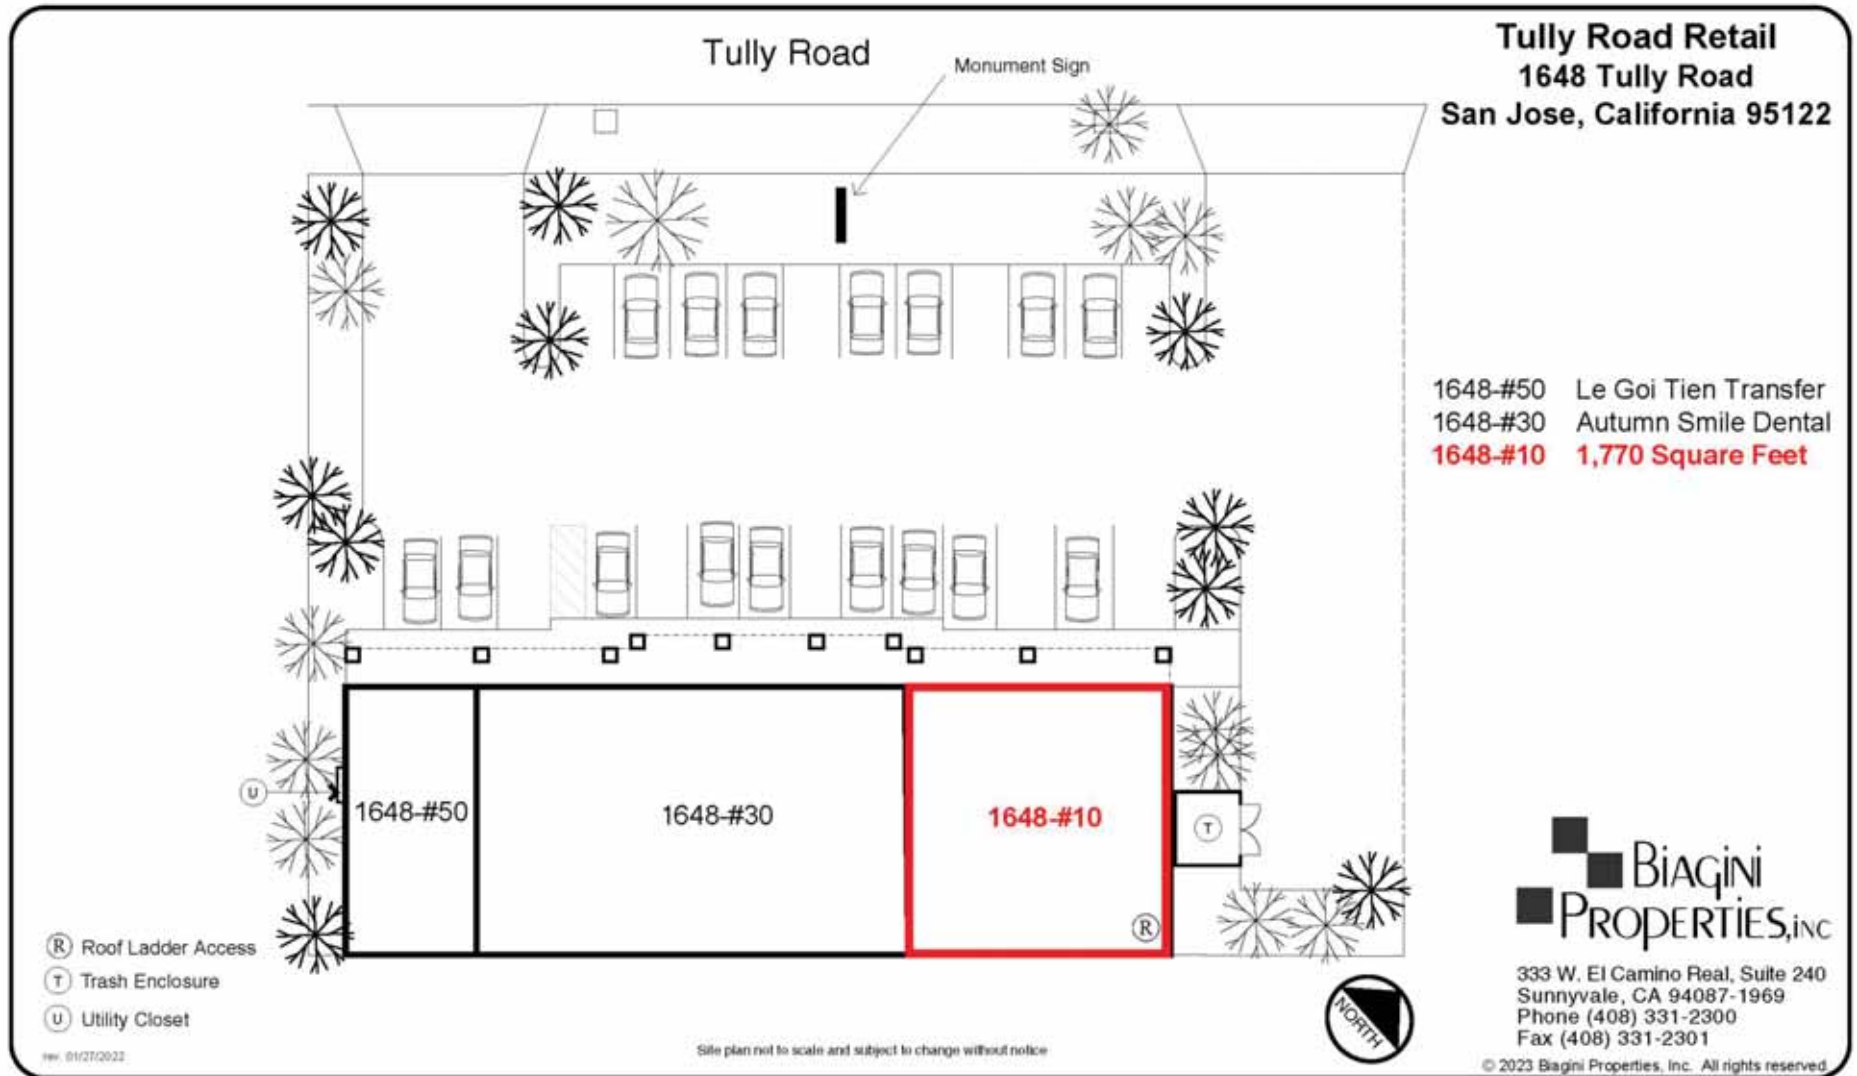 Tully Road
Monument Sign
Tully Road Retail
1648 Tully Road
San Jose, California 95122
1648-#50 Le Goi Tien Transfer
1648-#30 Autumn Smile Dental
1648-#10 1,770 Square Feet
U
1648-#50
1648-#30
1648-#10
T
R
R Roof Ladder Access
T Trash Enclosure
U Utility Closet
rev. 01/27/2022
Site plan not to scale and subject to change without notice
NORTH
BiAgiNi
PROPERTIES, iNC
333 W. El Camino Real, Suite 240
Sunnyvale, CA 94087-1969
Phone (408) 331-2300
Fax (408) 331-2301
© 2023 Biagini Properties, Inc. All rights reserved.